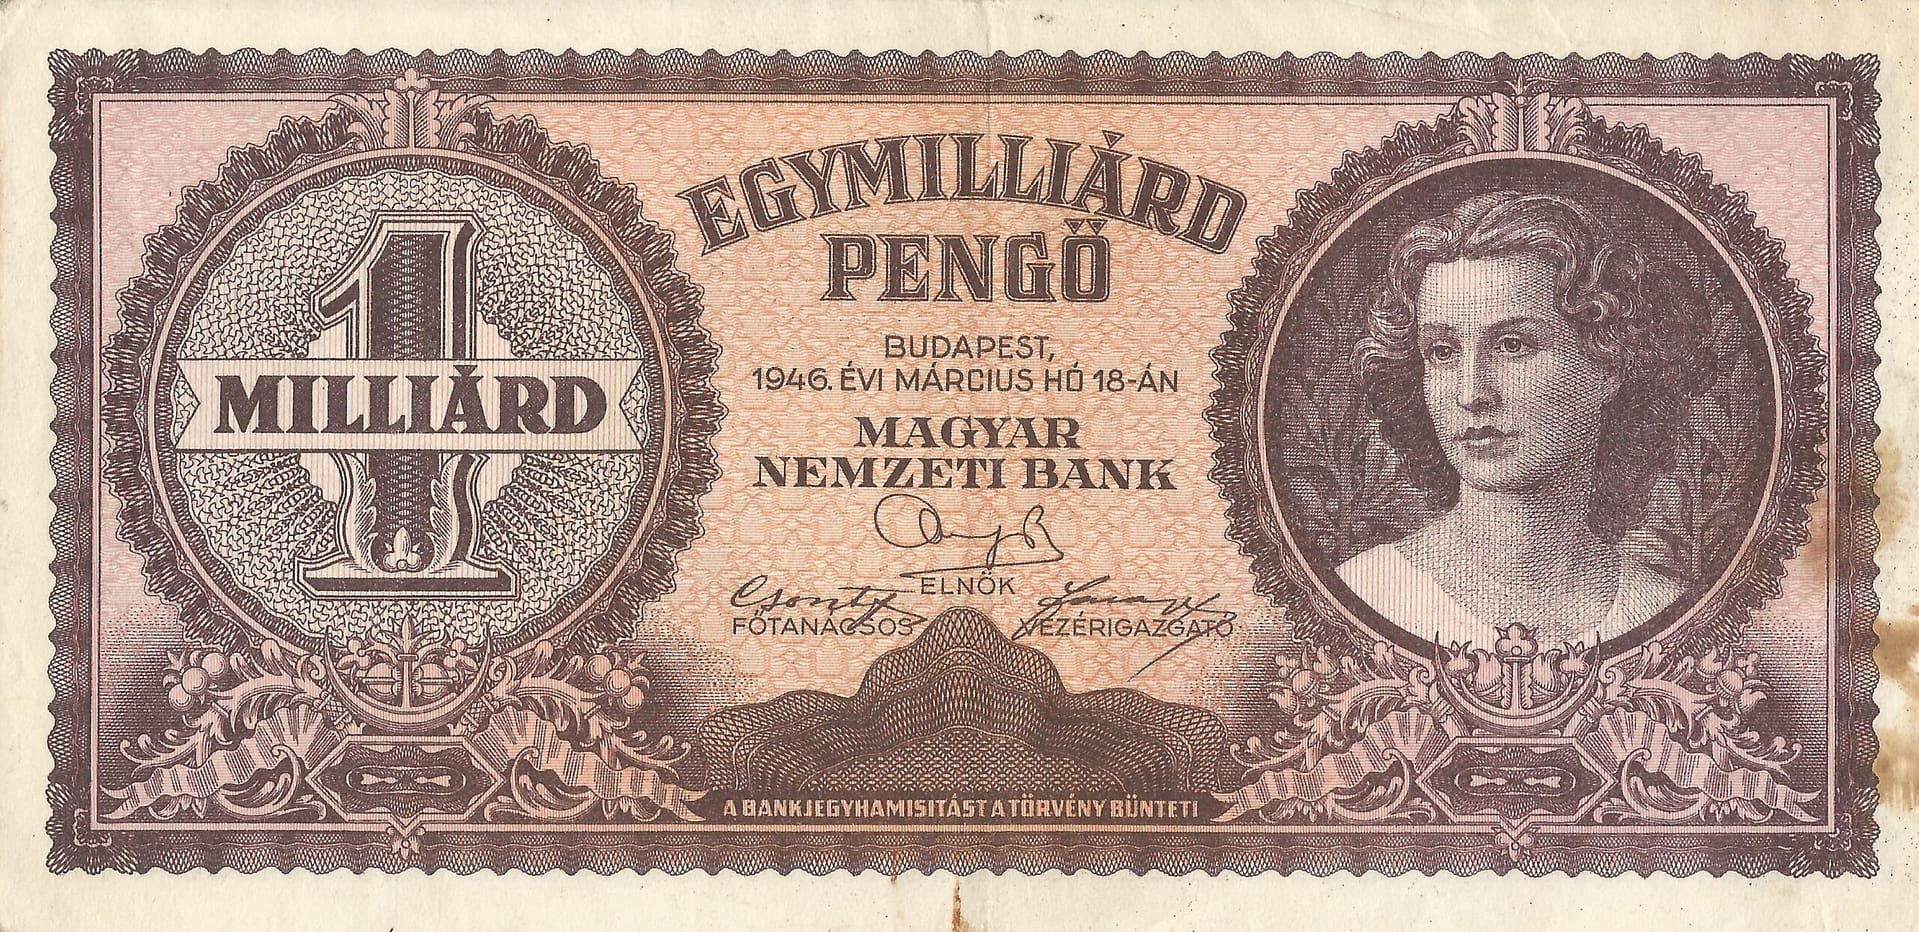 1
MILLIÁRD
EGYMILLIÁRD
PENGŐ
BUDAPEST,
1946. ÉVI MÁRCIUS HÓ 18-ÁN
MAGYAR
NEMZETI BANK
ELNÖK
FŐTANÁCSOS
VEZÉRIGAZGATÓ
A BANKJEGYHAMISITÁST A TÖRVÉNY BÜNTETI